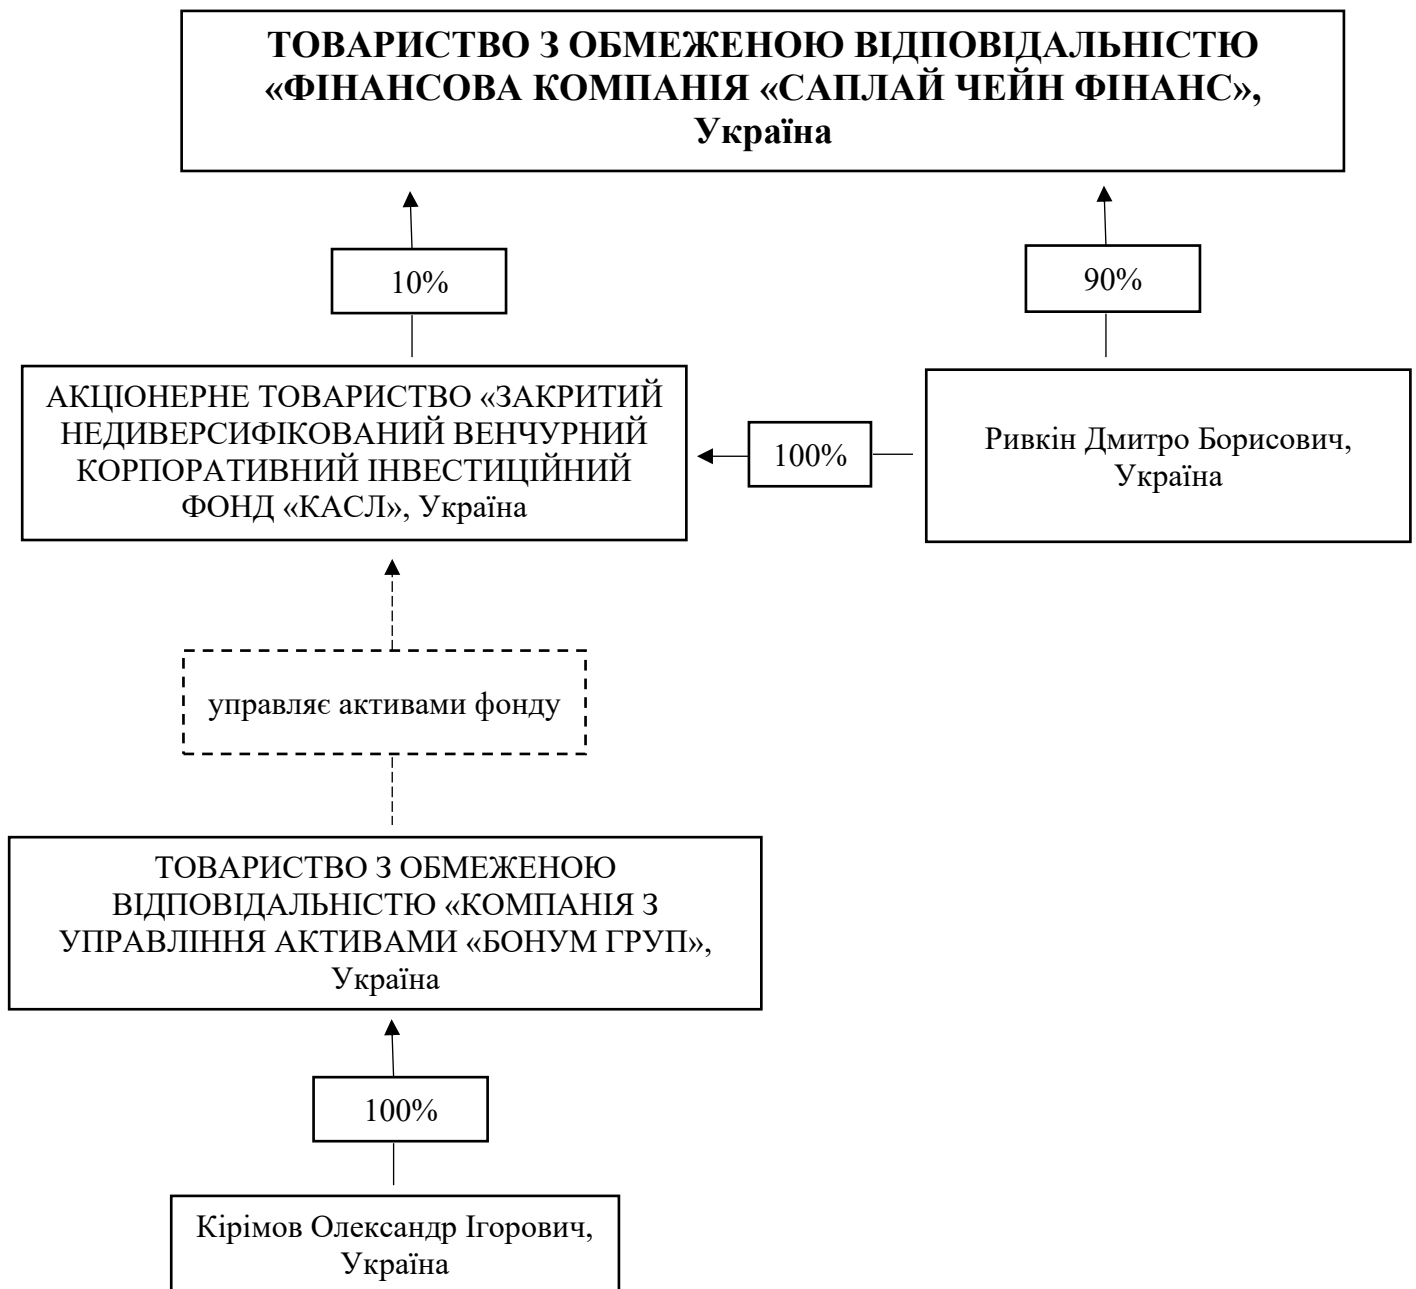 ТОВАРИСТВО З ОБМЕЖЕНОЮ ВІДПОВІДАЛЬНІСТЮ
«ФІНАНСОВА КОМПАНІЯ «САПЛАЙ ЧЕЙН ФІНАНС»,
Україна
10%
90%
АКЦІОНЕРНЕ ТОВАРИСТВО «ЗАКРИТИЙ
НЕДИВЕРСИФІКОВАНИЙ ВЕНЧУРНИЙ
КОРПОРАТИВНИЙ ІНВЕСТИЦІЙНИЙ
ФОНД «КАСЛ», Україна
100%
Ривкін Дмитро Борисович,
Україна
управляє активами фонду
ТОВАРИСТВО З ОБМЕЖЕНОЮ
ВІДПОВІДАЛЬНІСТЮ «КОМПАНІЯ З
УПРАВЛІННЯ АКТИВАМИ «БОНУМ ГРУП»,
Україна
100%
Кірімов Олександр Ігорович,
Україна